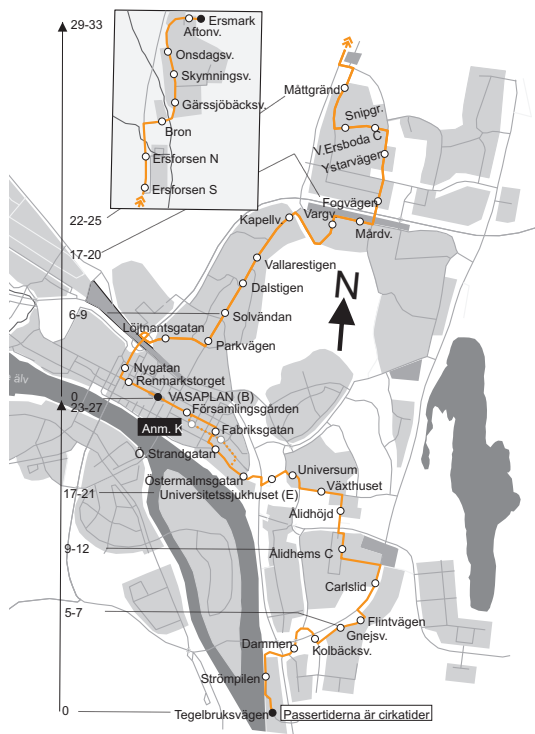 29-33
Ersmark
Aftonv.
Onsdagsv.
Skymningsv.
Gärssjöbäcksv.
Bron
Ersforsen N
Ersforsen S
Måttgränd
Snipgr.
V.Ersboda C
Ystarvägen
Fogvägen
22-25
Vargv.
Kapellv.
Mårdv.
17-20
Vallarestigen
N
Dalstigen
6-9
Solvändan
Löjtnantsgatan
Parkvägen
Nygatan
e älv
Renmarkstorget
0
VASAPLAN (B)
23-27
Församlingsgården
Anm. K
Fabriksgatan
Ö. Strandgatan
Östermalmsgatan
Universum
17-21
Universitetssjukhuset (E)
Växthuset
Ålidhöjd
9-12
Ålidhems C
Carlslid
5-7
Flintvägen
Gnejsv.
Dammen
Kolbäcksv.
Strömpilen
0
Tegelbruksvägen
Passertiderna är cirkatider